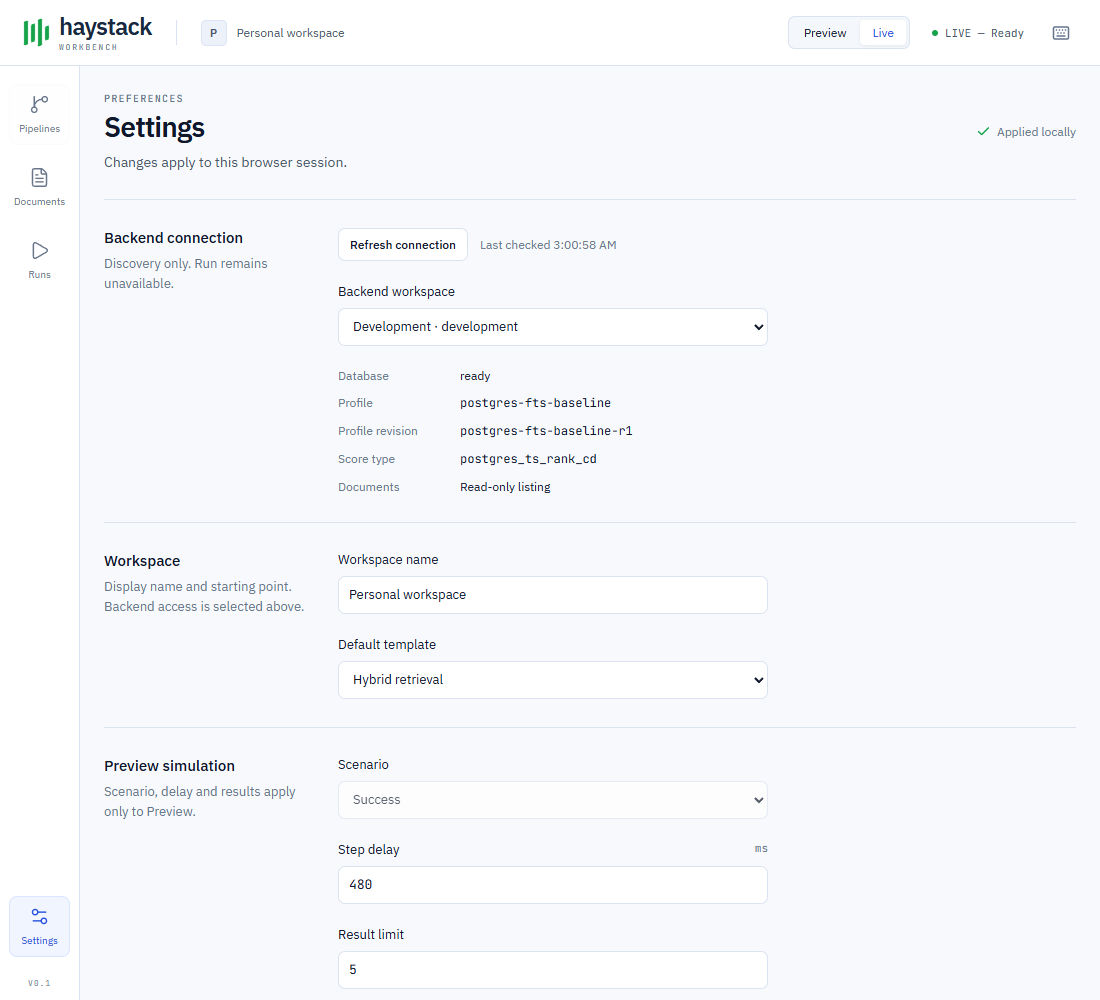 haystack
WORKBENCH
P
Personal workspace
Preview
Live
LIVE — Ready
Pipelines
Documents
Runs
Settings
V0.1
PREFERENCES
Settings
Changes apply to this browser session.
Applied locally
Backend connection
Discovery only. Run remains
unavailable.
Refresh connection
Last checked 3:00:58 AM
Backend workspace
Development · development
Database
ready
Profile
postgres-fts-baseline
Profile revision
postgres-fts-baseline-r1
Score type
postgres_ts_rank_cd
Documents
Read-only listing
Workspace
Display name and starting point.
Backend access is selected above.
Workspace name
Personal workspace
Default template
Hybrid retrieval
Preview simulation
Scenario, delay and results apply
only to Preview.
Scenario
Success
Step delay
ms
480
Result limit
5